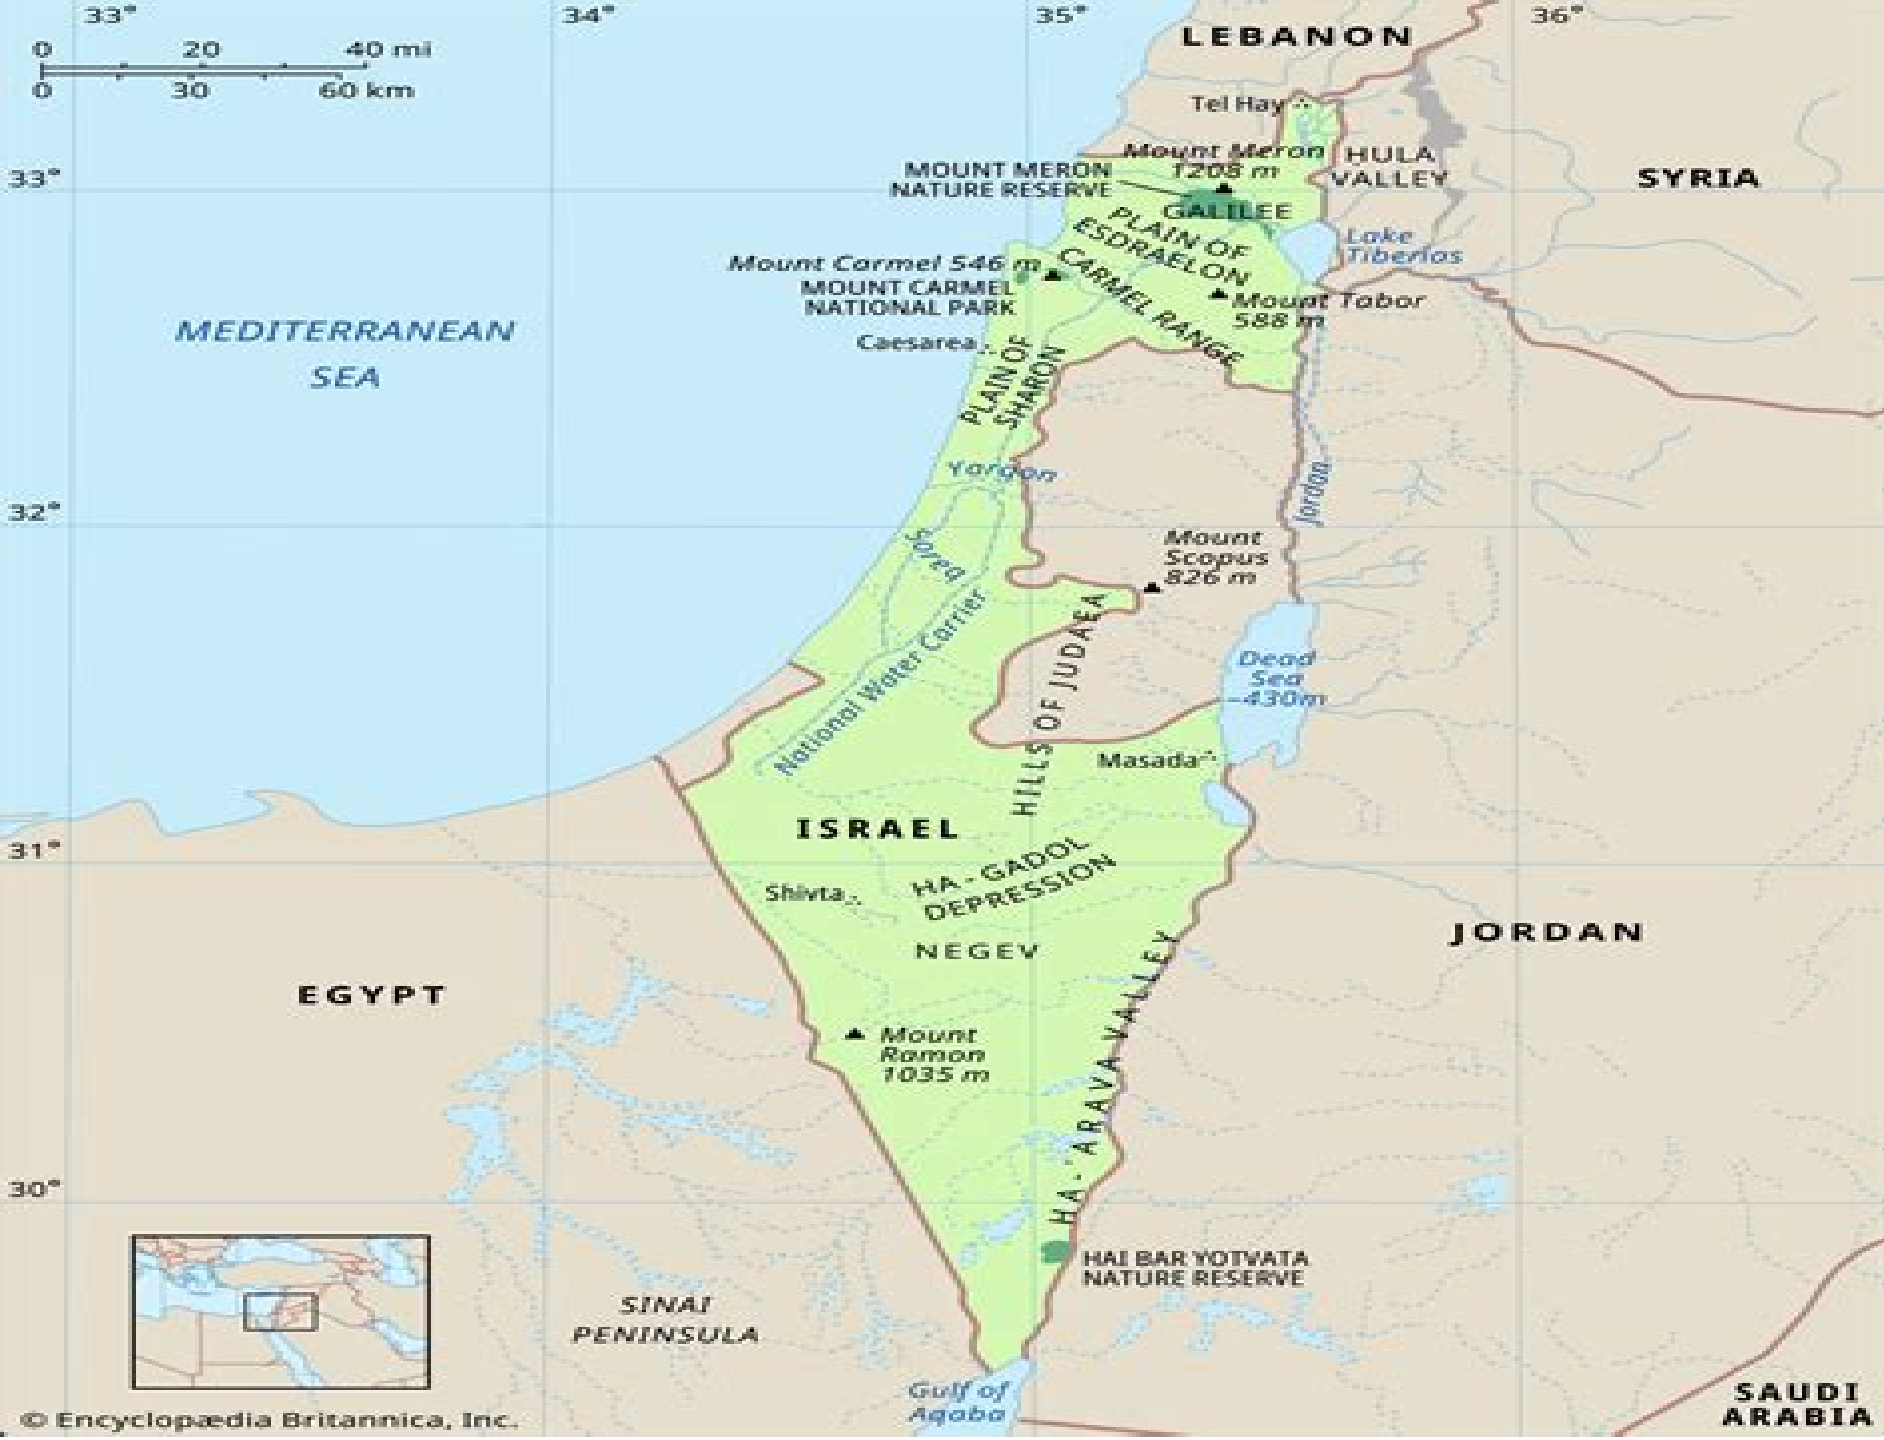 33°
34°
35°
36°
0 20 40 mi
0 30 60 km
LEBANON
Tel Hay
Mount Meron
1208 m
HULA
VALLEY
MOUNT MERON
NATURE RESERVE
SYRIA
33°
GALILEE
PLAIN OF
ESDRAELON
Lake
Tiberias
Mount Carmel 546 m
MOUNT CARMEL
NATIONAL PARK
CARMEL RANGE
Mount Tabor
588 m
MEDITERRANEAN
SEA
Caesarea
PLAIN OF
SHARON
Yarqon
Jordan
32°
Mount
Scopus
826 m
National Water Carrier
HILLS OF JUDAEA
Dead
Sea
-430m
Masada
ISRAEL
31°
HA-GADOL
DEPRESSION
Shivta
NEGEV
JORDAN
EGYPT
Mount
Ramon
1035 m
HA-'ARAVA VALLEY
30°
HAI BAR YOTVATA
NATURE RESERVE
SINAI
PENINSULA
Gulf of
Aqaba
SAUDI
ARABIA
© Encyclopædia Britannica, Inc.